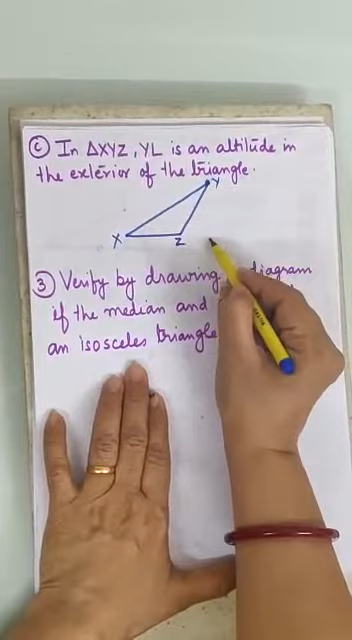 © In ΔXYZ, YL is an altitude in
the exterior of the triangle.
Y
X
Z
③ Verify by drawing diagram
if the median and
an isosceles triangle